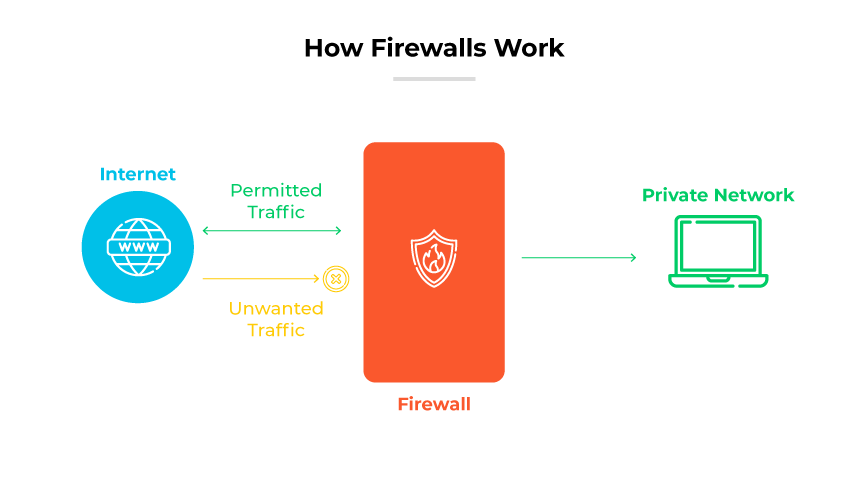 How Firewalls Work
Internet
WWW
Permitted
Traffic
Unwanted
Traffic
Firewall
Private Network